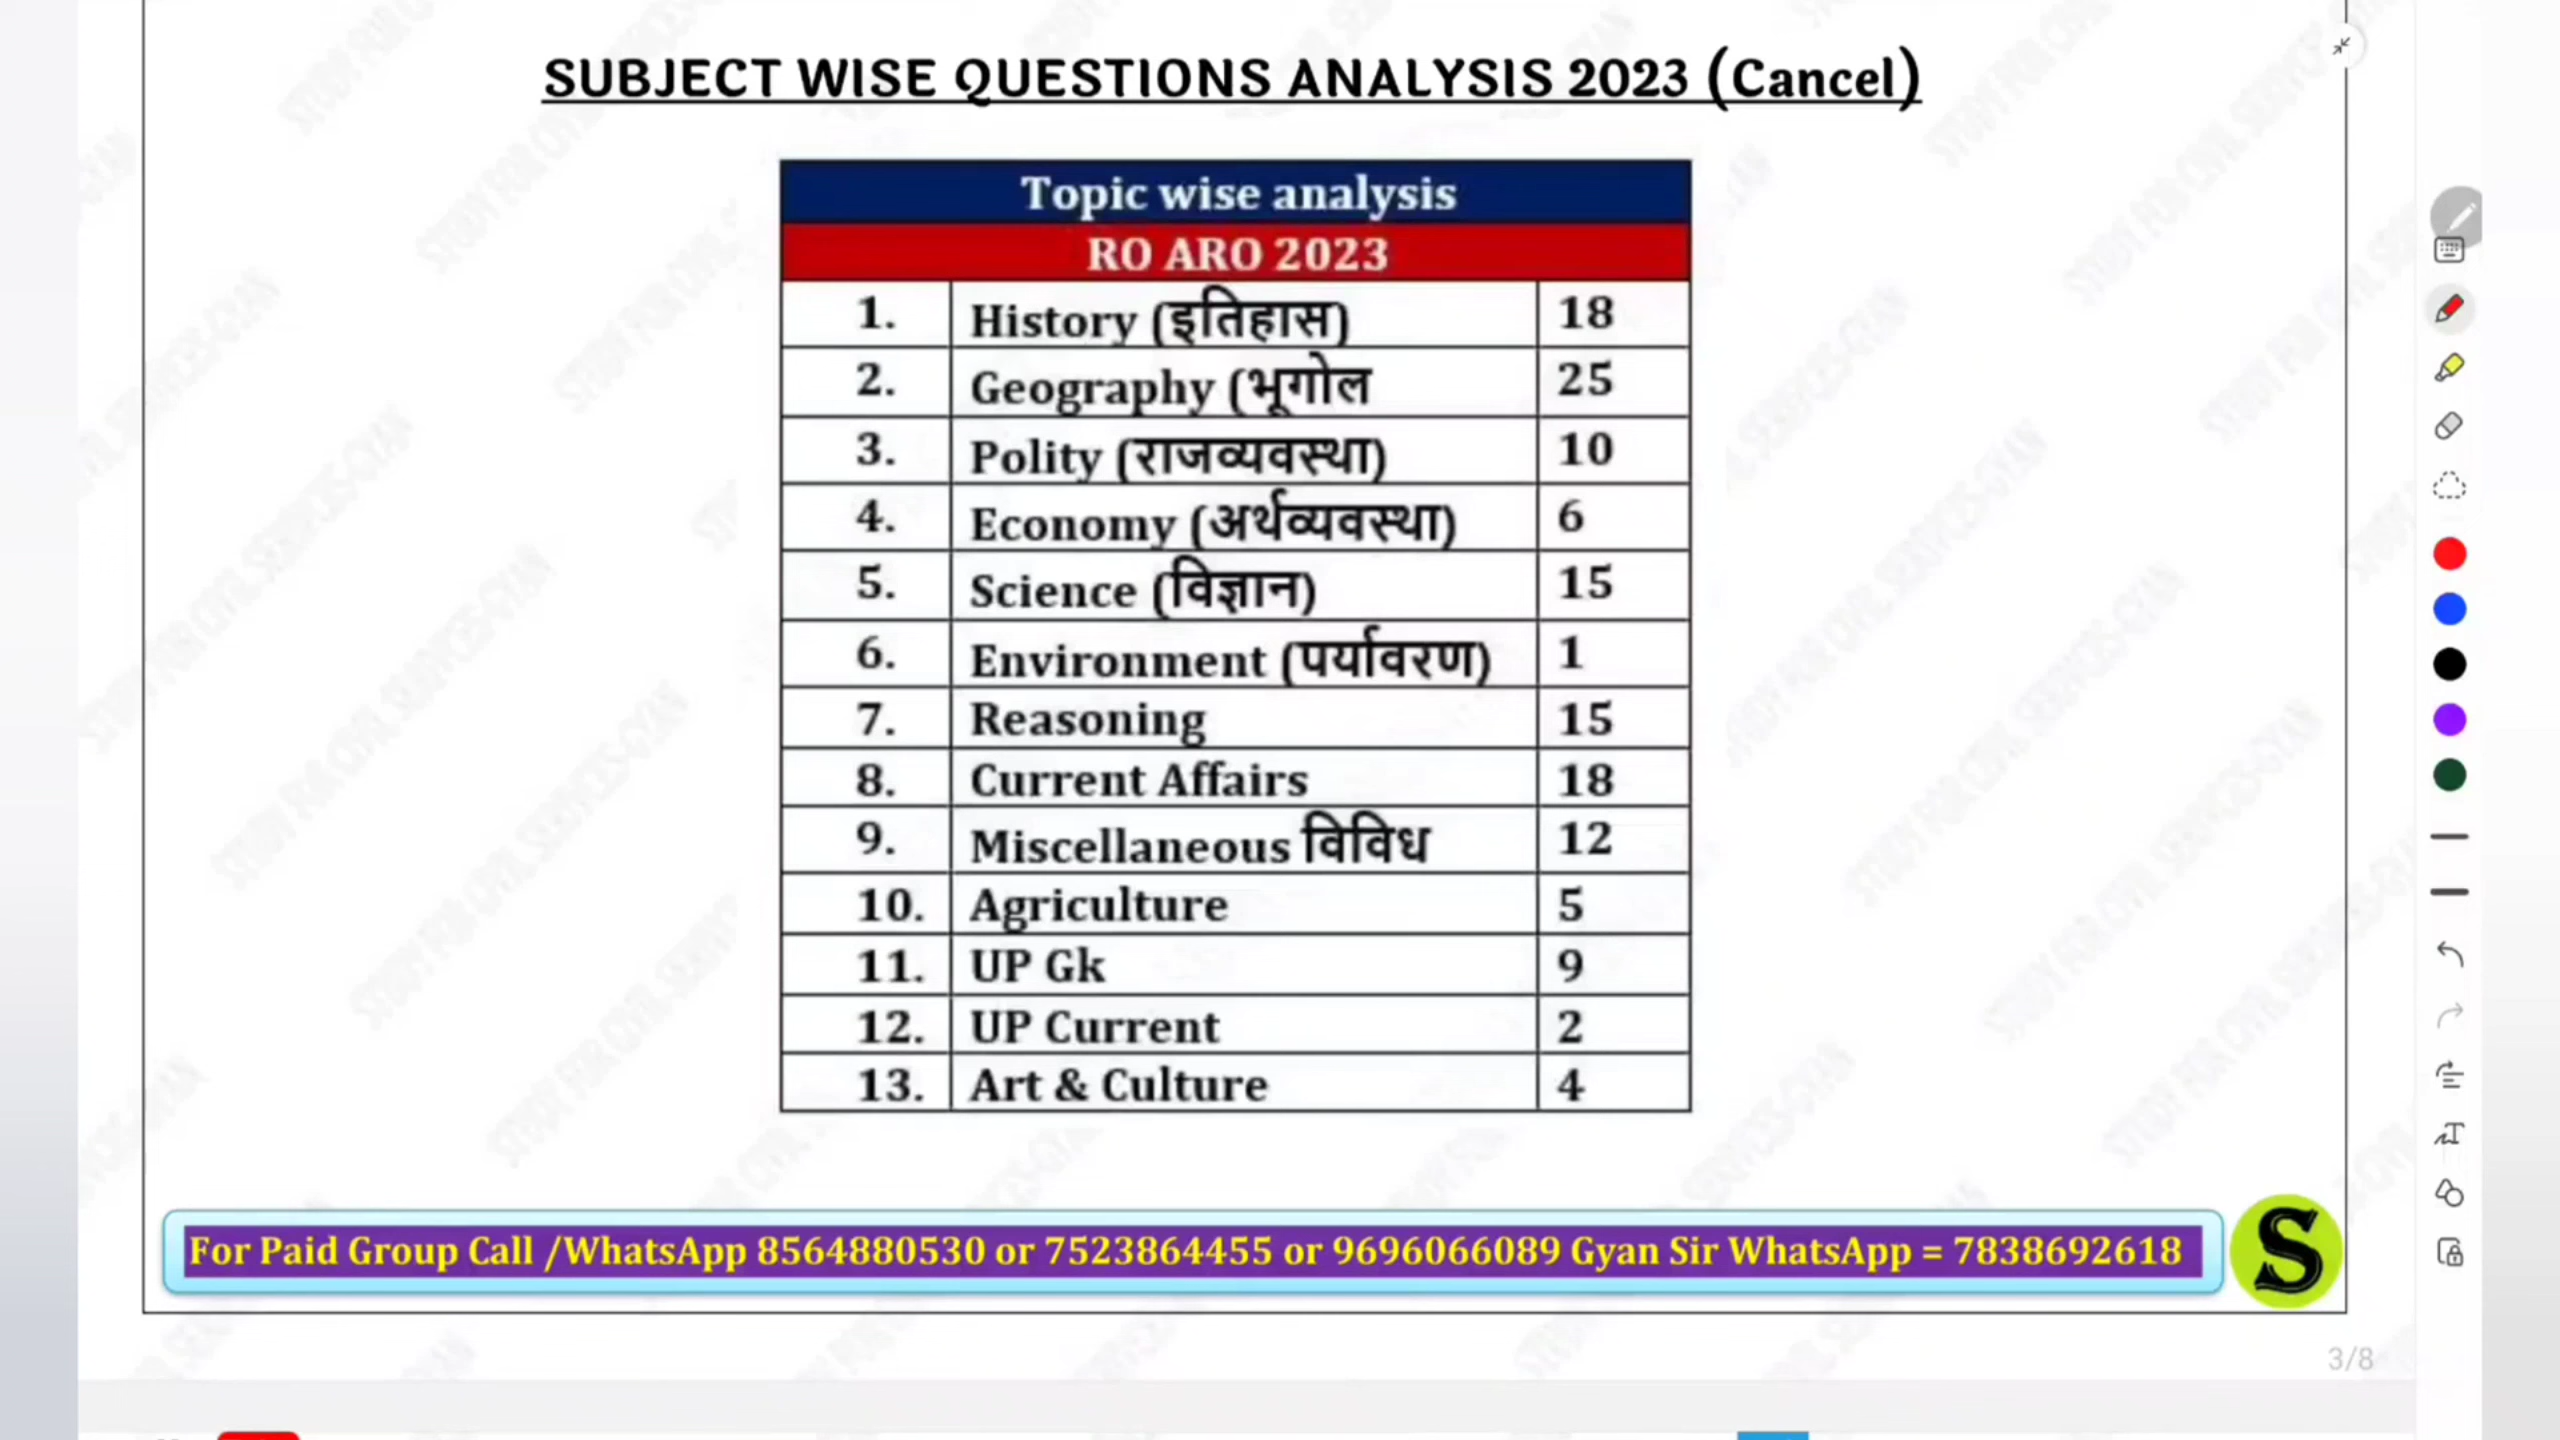 SUBJECT WISE QUESTIONS ANALYSIS 2023 (Cancel)
Topic wise analysis
RO ARO 2023
1. History (इतिहास) 18
2. Geography (भूगोल 25
3. Polity (राजव्यवस्था) 10
4. Economy (अर्थव्यवस्था) 6
5. Science (विज्ञान) 15
6. Environment (पर्यावरण) 1
7. Reasoning 15
8. Current Affairs 18
9. Miscellaneous विविध 12
10. Agriculture 5
11. UP Gk 9
12. UP Current 2
13. Art & Culture 4
For Paid Group Call /WhatsApp 8564880530 or 7523864455 or 9696066089 Gyan Sir WhatsApp = 7838692618
S
3/8